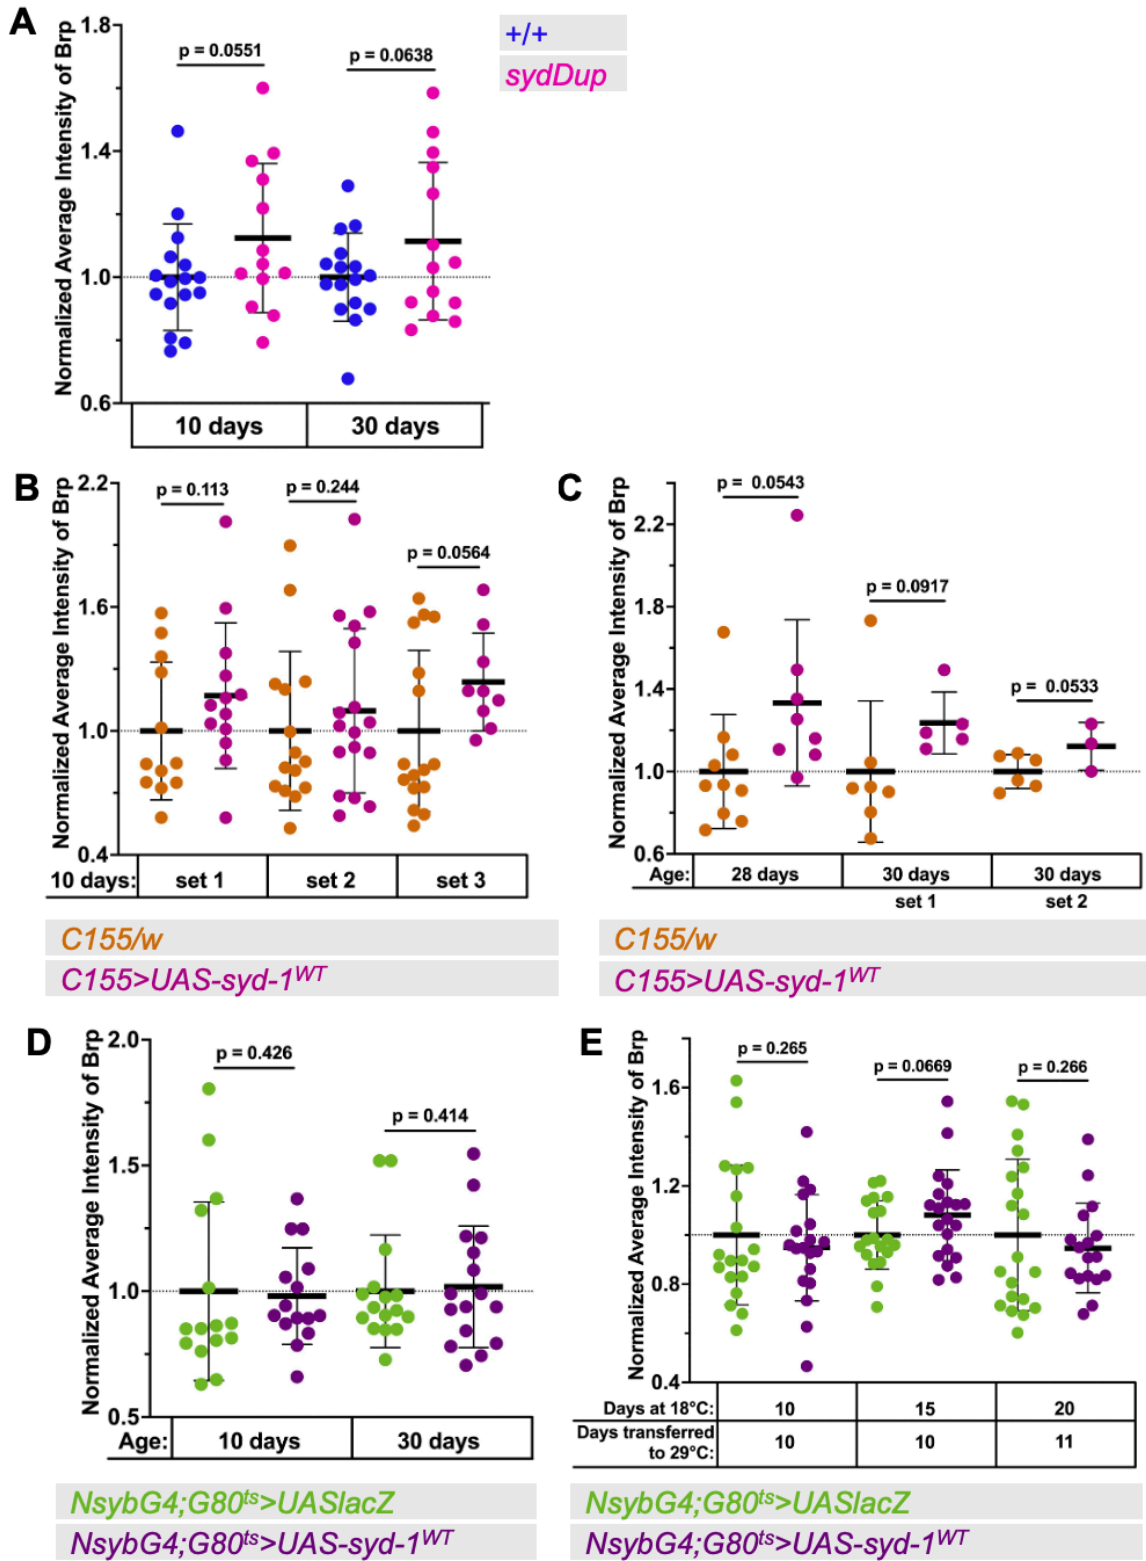 A
Normalized Average Intensity of Brp
1.8
1.4
1.0
0.6
p = 0.0551
p = 0.0638
+/+
sydDup
10 days
30 days
B
Normalized Average Intensity of Brp
2.2
1.6
1.0
0.4
p = 0.113
p = 0.244
p = 0.0564
10 days:
set 1
set 2
set 3
C155/w
C155>UAS-syd-1WT
C
Normalized Average Intensity of Brp
2.2
1.8
1.4
1.0
0.6
p = 0.0543
p = 0.0917
p = 0.0533
Age:
28 days
30 days
30 days
set 1
set 2
C155/w
C155>UAS-syd-1WT
D
Normalized Average Intensity of Brp
2.0
1.5
1.0
0.5
p = 0.426
p = 0.414
Age:
10 days
30 days
NsybG4;G80ts>UASlacZ
NsybG4;G80ts>UAS-syd-1WT
E
Normalized Average Intensity of Brp
1.6
1.2
0.8
0.4
p = 0.265
p = 0.0669
p = 0.266
Days at 18°C:
10
15
20
Days transferred
to 29°C:
10
10
11
NsybG4;G80ts>UASlacZ
NsybG4;G80ts>UAS-syd-1WT